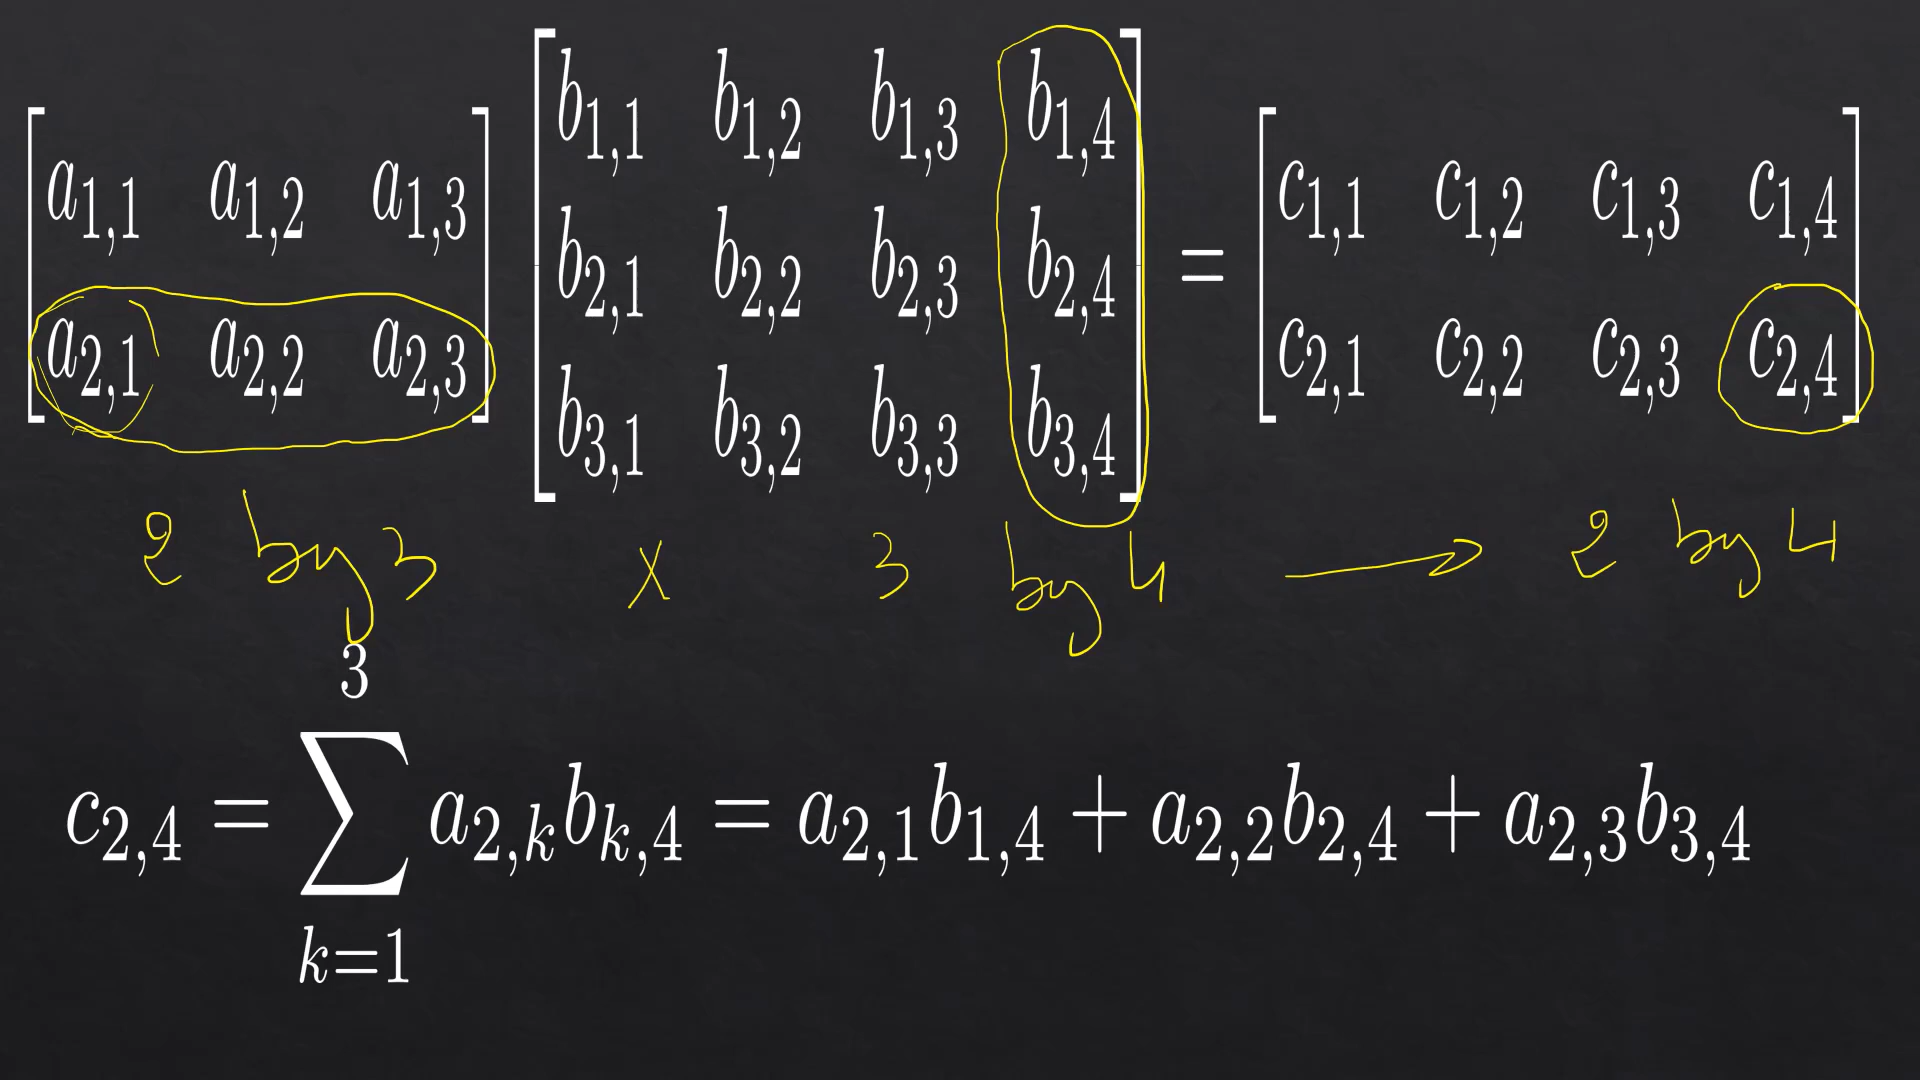 [a1,1 a1,2 a1,3] [b1,1 b1,2 b1,3 b1,4] = [c1,1 c1,2 c1,3 c1,4]
[a2,1 a2,2 a2,3] [b2,1 b2,2 b2,3 b2,4] [c2,1 c2,2 c2,3 c2,4]
[b3,1 b3,2 b3,3 b3,4]
2 by 3 x 3 by 4 → 2 by 4
3
c2,4 = ∑ a2,k bk,4 = a2,1b1,4 + a2,2b2,4 + a2,3b3,4
k=1